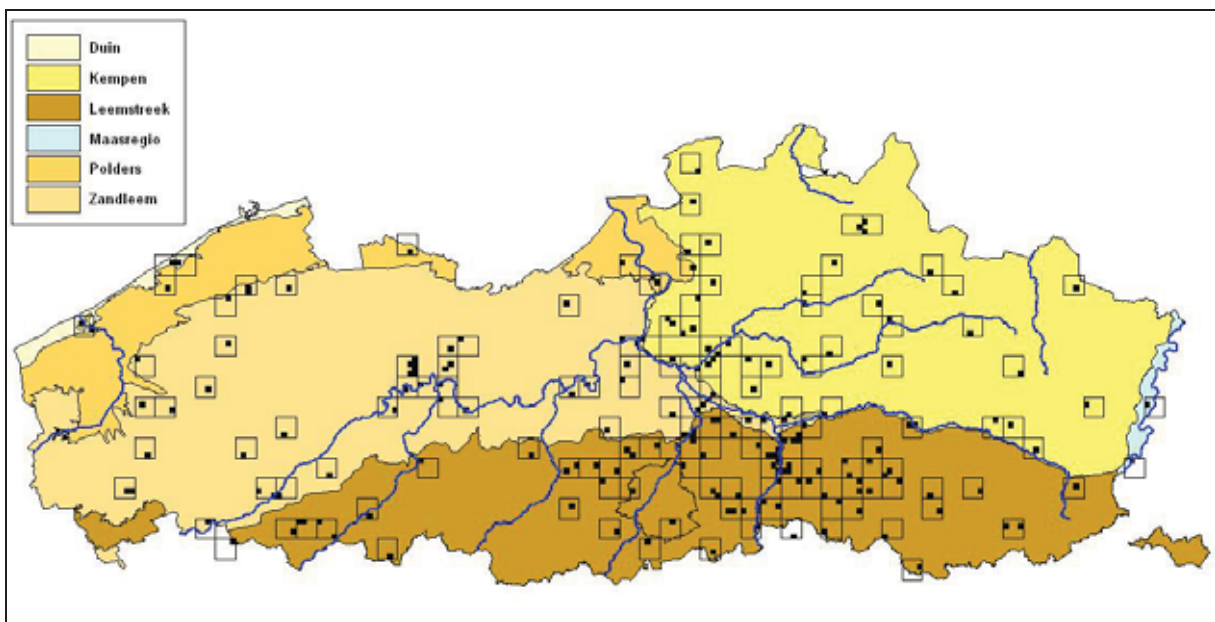 Duin
Kempen
Leemstreek
Maasregio
Polders
Zandleem